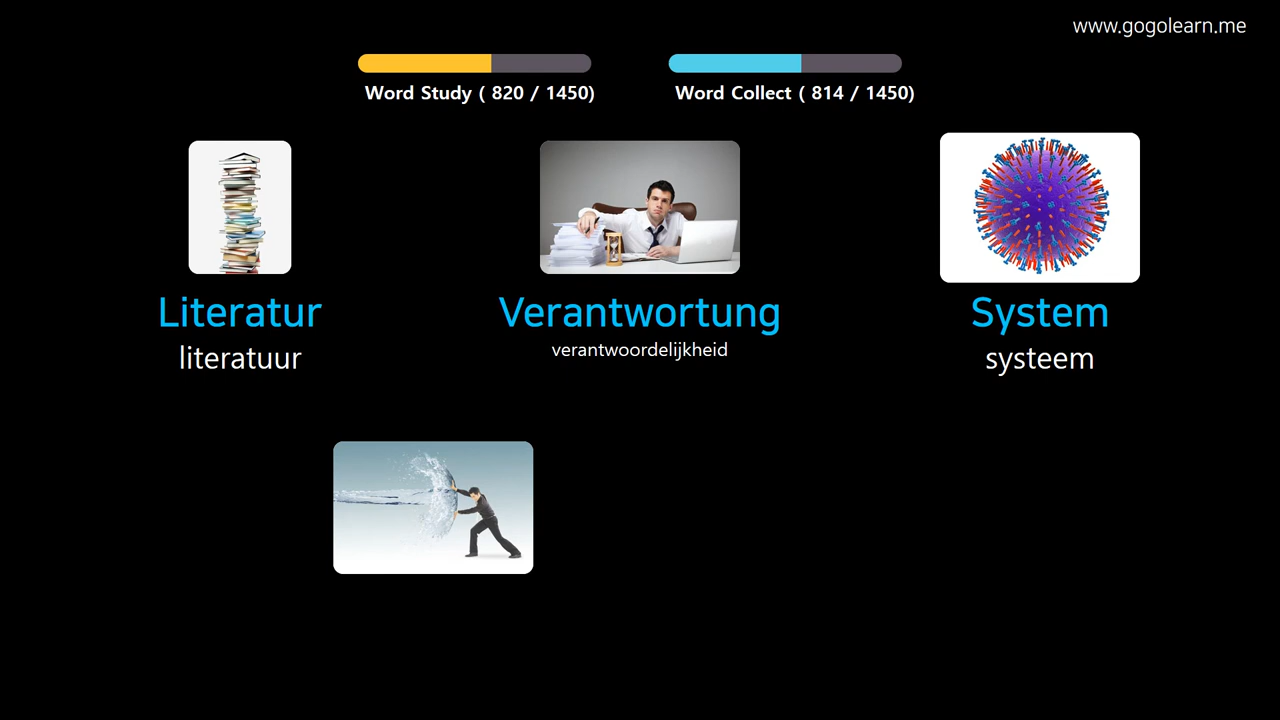 www.gogolearn.me
Word Study ( 820 / 1450)
Word Collect ( 814 / 1450)
Literatur
literatuur
Verantwortung
verantwoordelijkheid
System
systeem